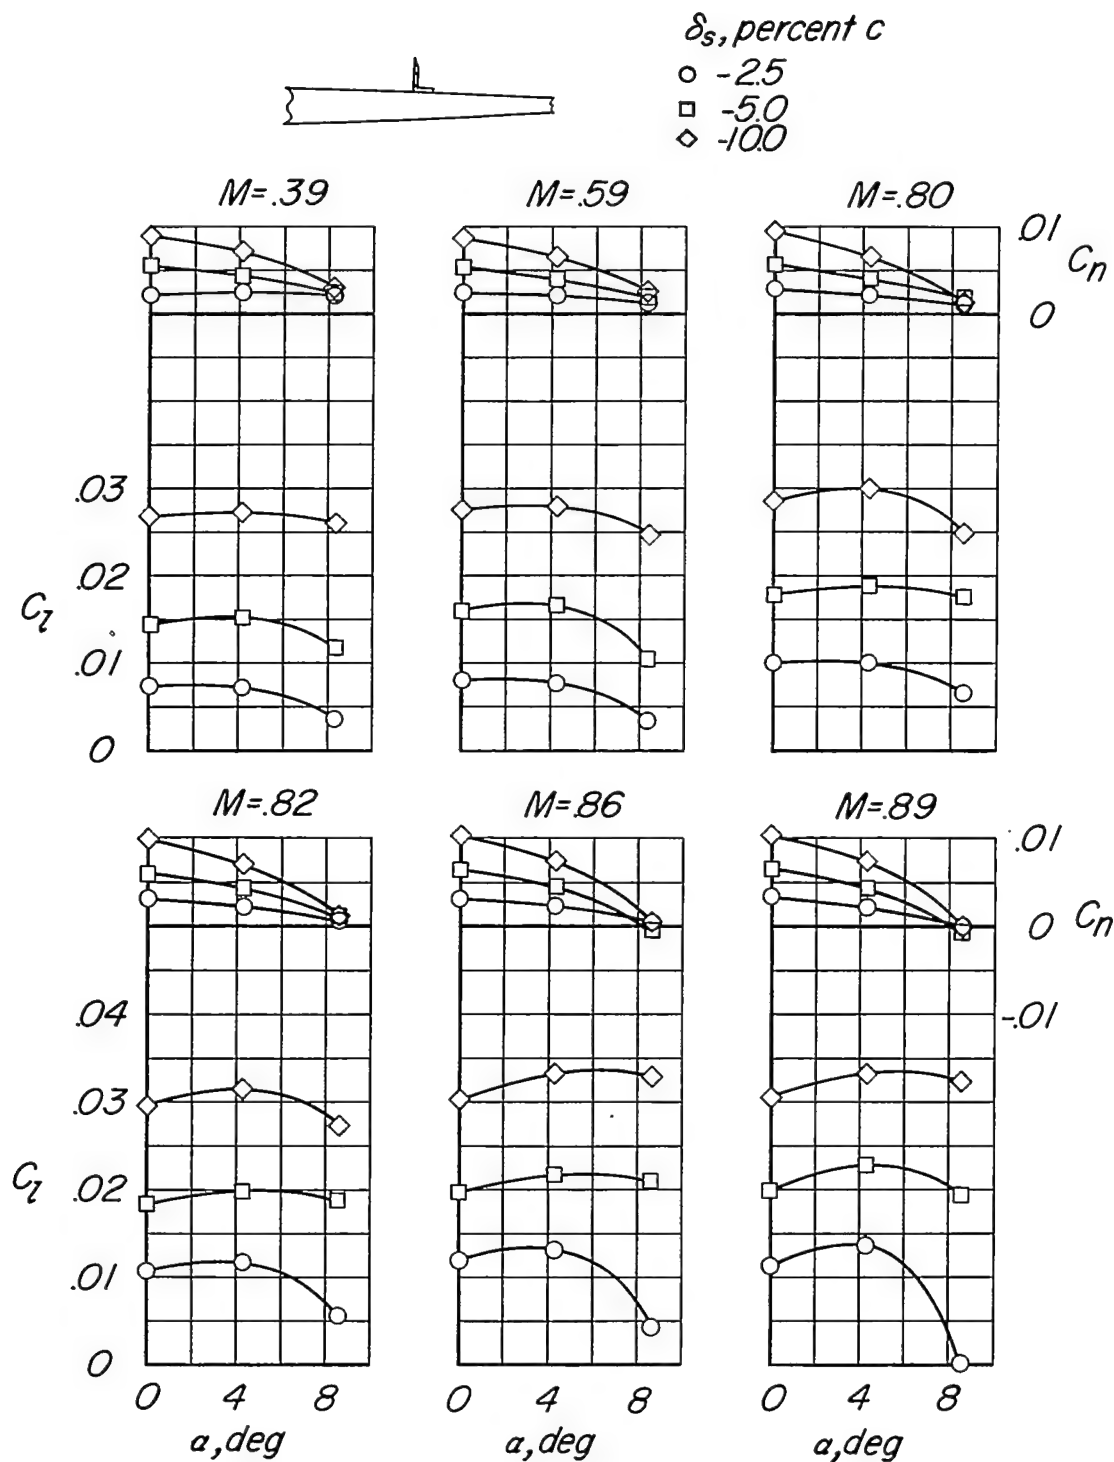 δs, percent c
○ -2.5
□ -5.0
◇ -10.0
M=.39 M=.59 M=.80
.01
Cn
0
.03
.02
Cl
.01
0
M=.82 M=.86 M=.89
.01
0 Cn
.04 -.01
.03
Cl
.02
.01
0
0 4 8 0 4 8 0 4 8
α, deg α, deg α, deg